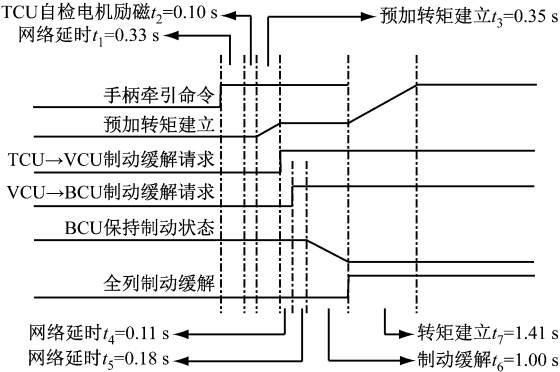 TCU自检电机励磁t₂=0.10 s
预加转矩建立t₃=0.35 s
网络延时t₁=0.33 s
手柄牵引命令
预加转矩建立
TCU→VCU制动缓解请求
VCU→BCU制动缓解请求
BCU保持制动状态
全列制动缓解
网络延时t₄=0.11 s
转矩建立t₇=1.41 s
网络延时t₅=0.18 s
制动缓解t₆=1.00 s